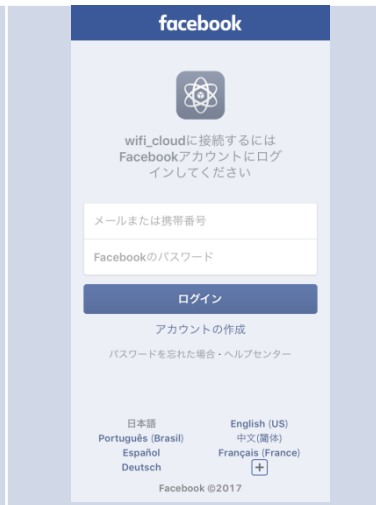 facebook
wifi_cloudに接続するには
Facebookアカウントにログ
インしてください
メールまたは携帯番号
Facebookのパスワード
ログイン
アカウントの作成
パスワードを忘れた場合・ヘルプセンター
日本語
English (US)
Português (Brasil)
中文(简体)
Español
Français (France)
Deutsch
Facebook ©2017